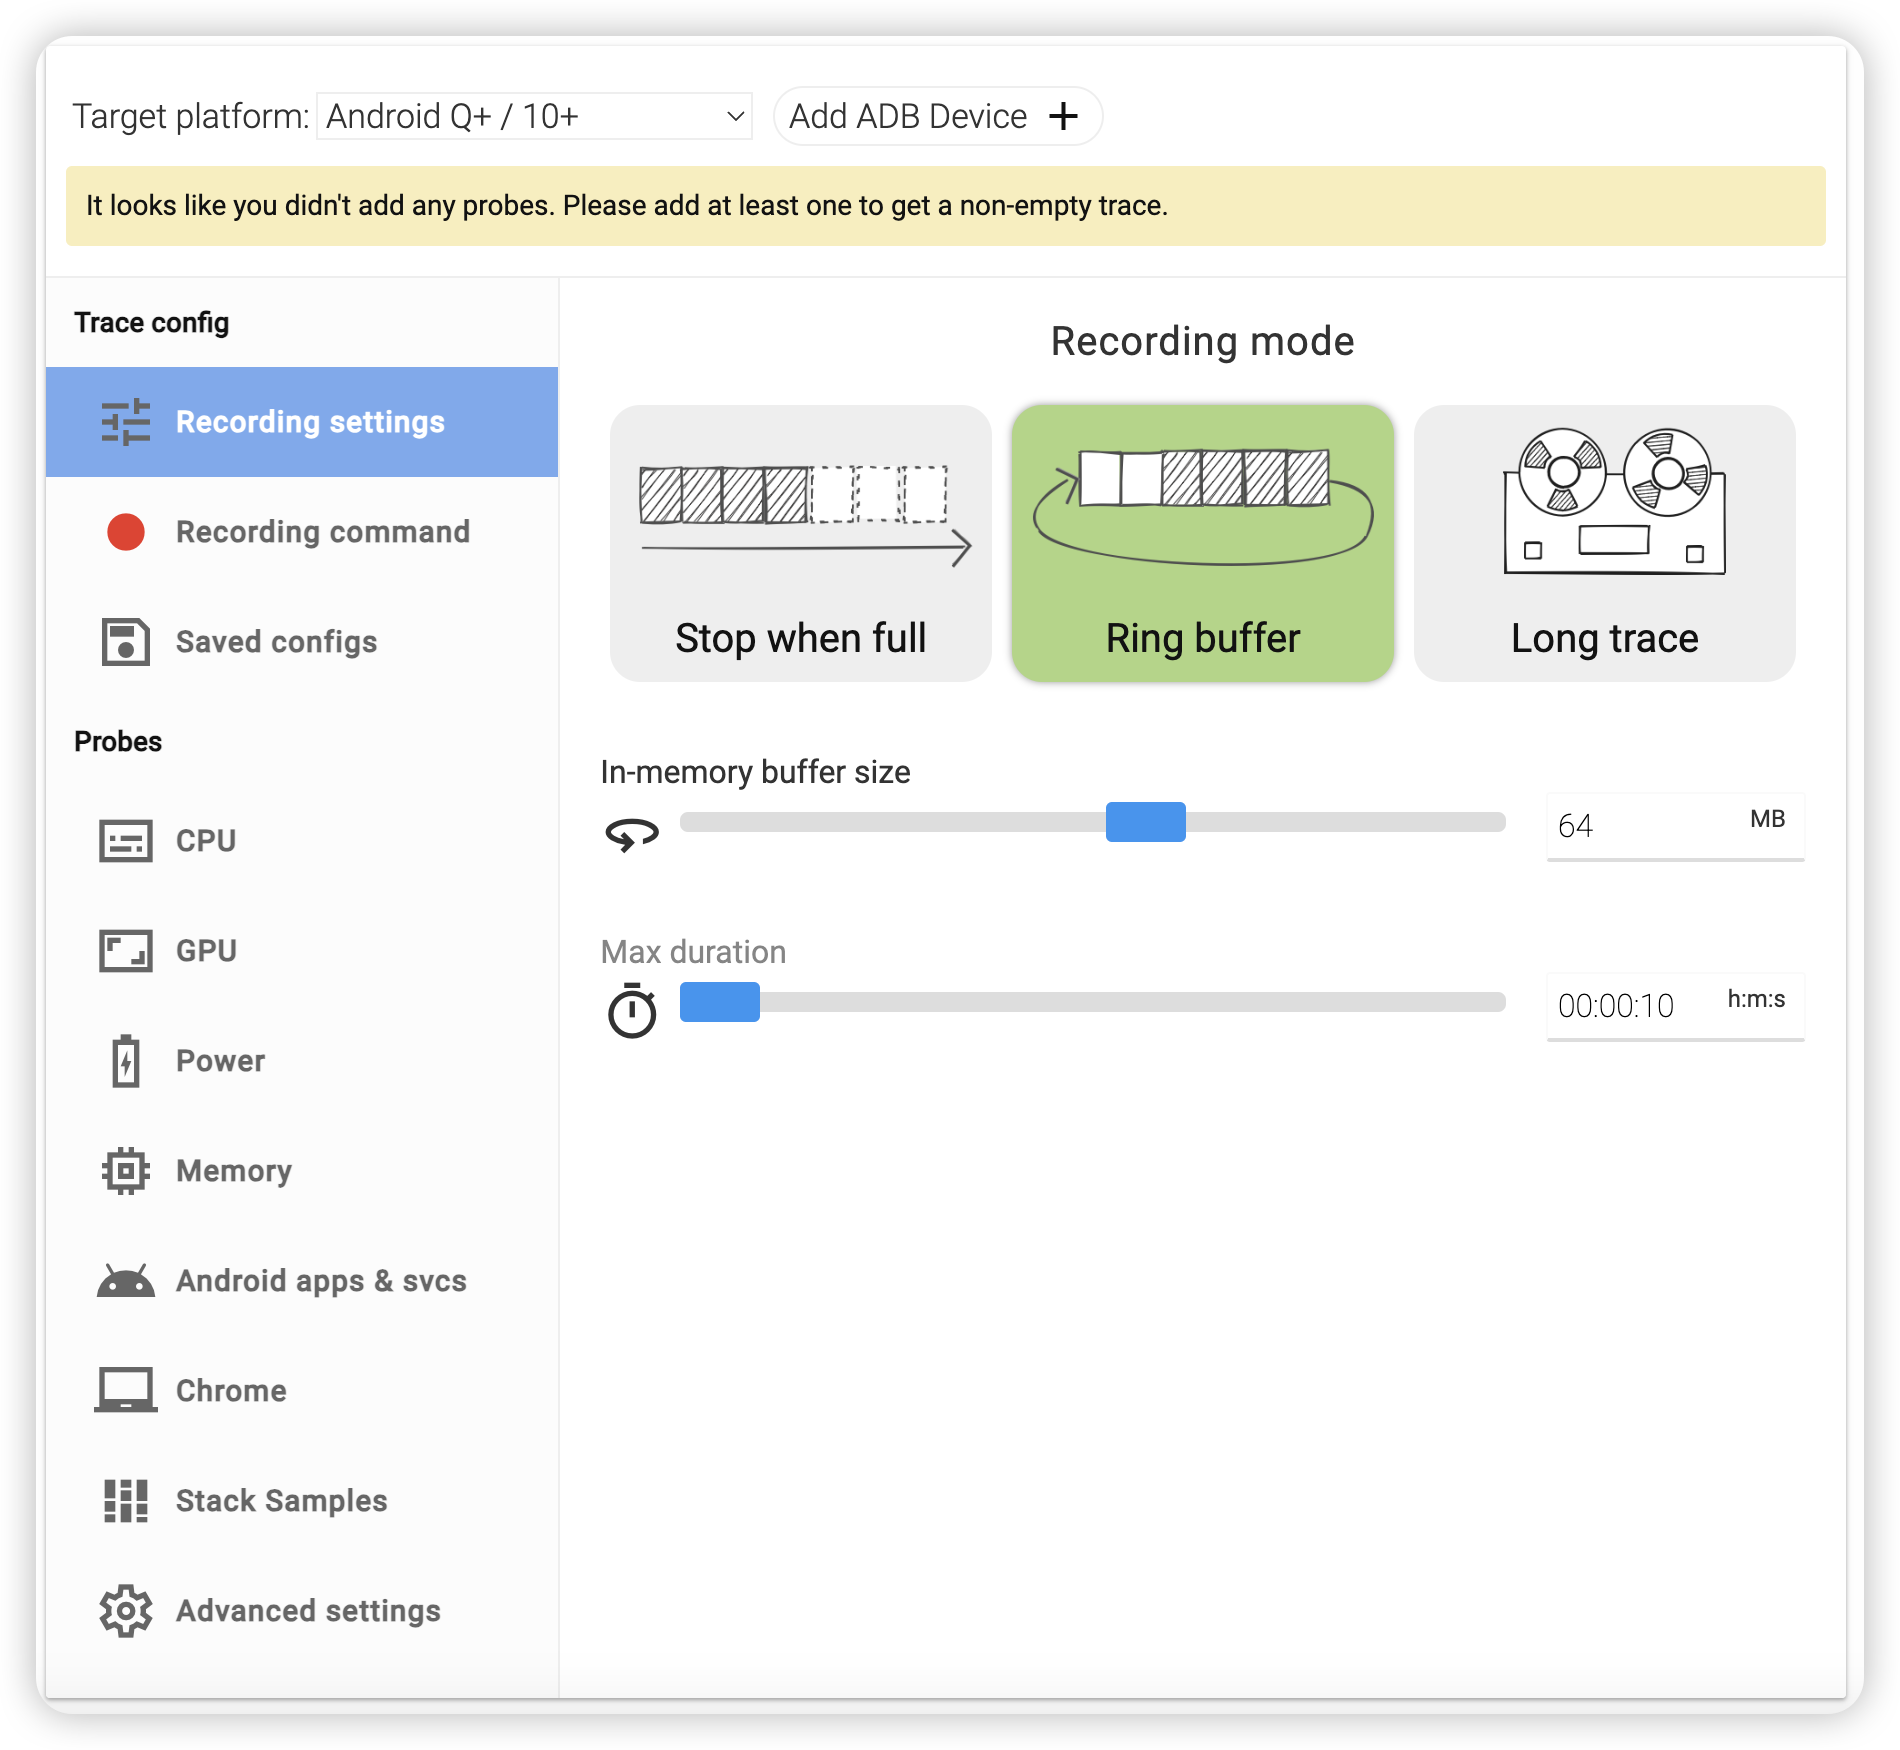 Target platform: Android Q+ / 10+ Add ADB Device
It looks like you didn't add any probes. Please add at least one to get a non-empty trace.
Trace config
Recording settings
Recording command
Saved configs
Probes
CPU
GPU
Power
Memory
Android apps & svcs
Chrome
Stack Samples
Advanced settings
Recording mode
Stop when full
Ring buffer
Long trace
In-memory buffer size
64 MB
Max duration
00:00:10 h:m:s